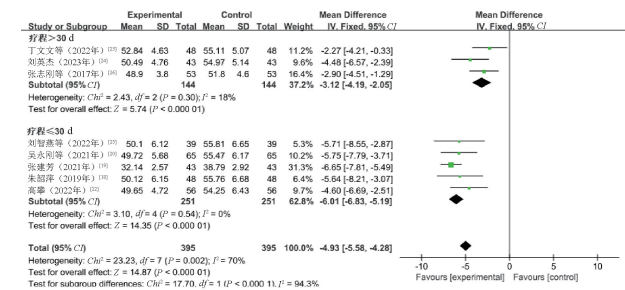 Experimental Control Mean Difference Mean Difference
Study or Subgroup Mean SD Total Mean SD Total Weight IV, Fixed, 95% CI IV, Fixed, 95% CI
疗程>30 d
丁文文等（2022年）[23] 52.84 4.63 48 55.11 5.07 48 11.2% -2.27 [-4.21, -0.33]
刘英杰（2023年）[24] 50.49 4.76 43 54.97 5.14 43 9.7% -4.48 [-6.57, -2.39]
张志刚等（2017年）[26] 48.9 3.8 53 51.8 4.6 53 16.3% -2.90 [-4.51, -1.29]
Subtotal (95% CI) 144 144 37.2% -3.12 [-4.19, -2.05]
Heterogeneity: Chi² = 2.43, df = 2 (P = 0.30); I² = 18%
Test for overall effect: Z = 5.74 (P < 0.000 01)
疗程≤30 d
刘智燕等（2022年）[25] 50.1 6.12 39 55.81 6.65 39 5.3% -5.71 [-8.55, -2.87]
吴永刚等（2021年）[20] 49.72 5.68 65 55.47 6.17 65 9.0% -5.75 [-7.79, -3.71]
张建芳（2021年）[19] 32.14 2.57 43 38.79 2.92 43 31.5% -6.65 [-7.81, -5.49]
朱韶萍（2019年）[18] 50.12 6.15 48 55.76 6.68 48 7.0% -5.64 [-8.21, -3.07]
高攀（2022年）[22] 49.65 4.72 56 54.25 6.43 56 9.7% -4.60 [-6.69, -2.51]
Subtotal (95% CI) 251 251 62.8% -6.01 [-6.83, -5.19]
Heterogeneity: Chi² = 3.10, df = 4 (P = 0.54); I² = 0%
Test for overall effect: Z = 14.35 (P < 0.000 01)
Total (95% CI) 395 395 100.0% -4.93 [-5.58, -4.28]
Heterogeneity: Chi² = 23.23, df = 7 (P = 0.002); I² = 70%
Test for overall effect: Z = 14.87 (P < 0.000 01)
Test for subgroup differences: Chi² = 17.70, df = 1 (P < 0.000 1), I² = 94.3%
-10 -5 0 5 10
Favours [experimental] Favours [control]